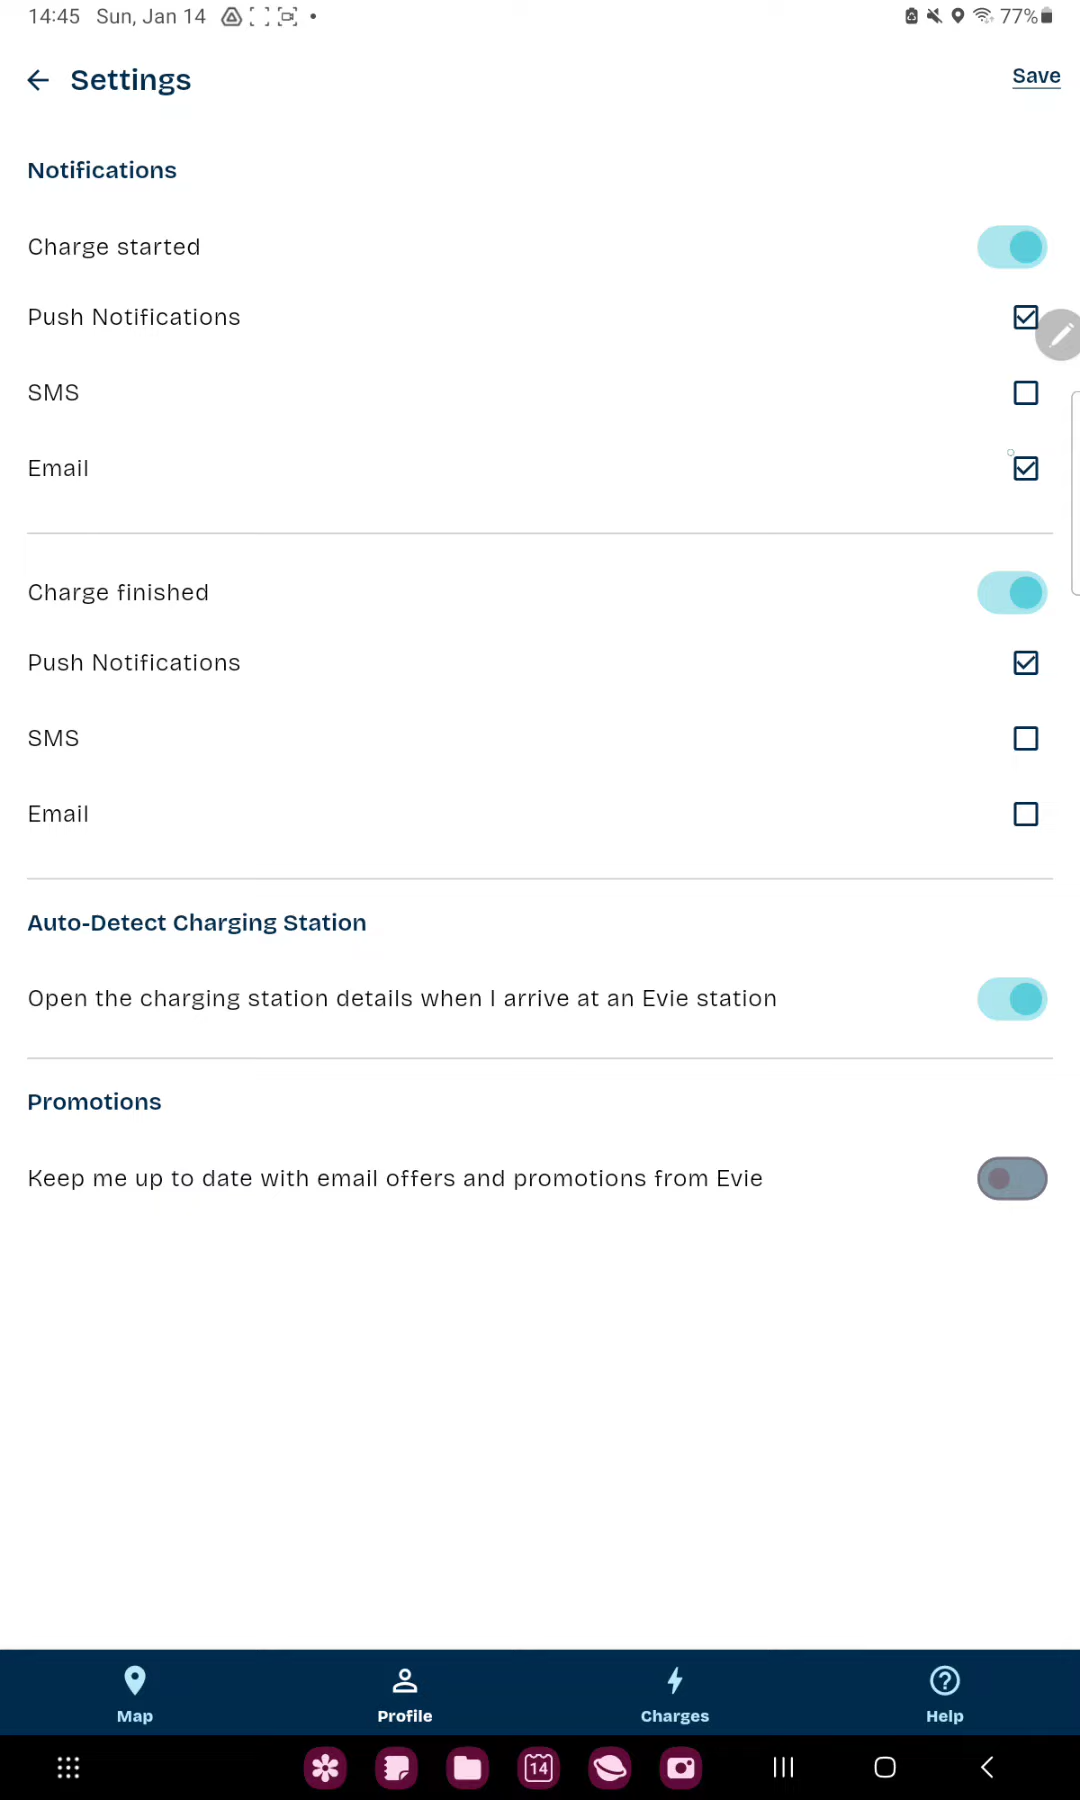 14:45 Sun, Jan 14 77%
Settings
Save
Notifications
Charge started
Push Notifications
SMS
Email
Charge finished
Push Notifications
SMS
Email
Auto-Detect Charging Station
Open the charging station details when I arrive at an Evie station
Promotions
Keep me up to date with email offers and promotions from Evie
Map Profile Charges Help
14